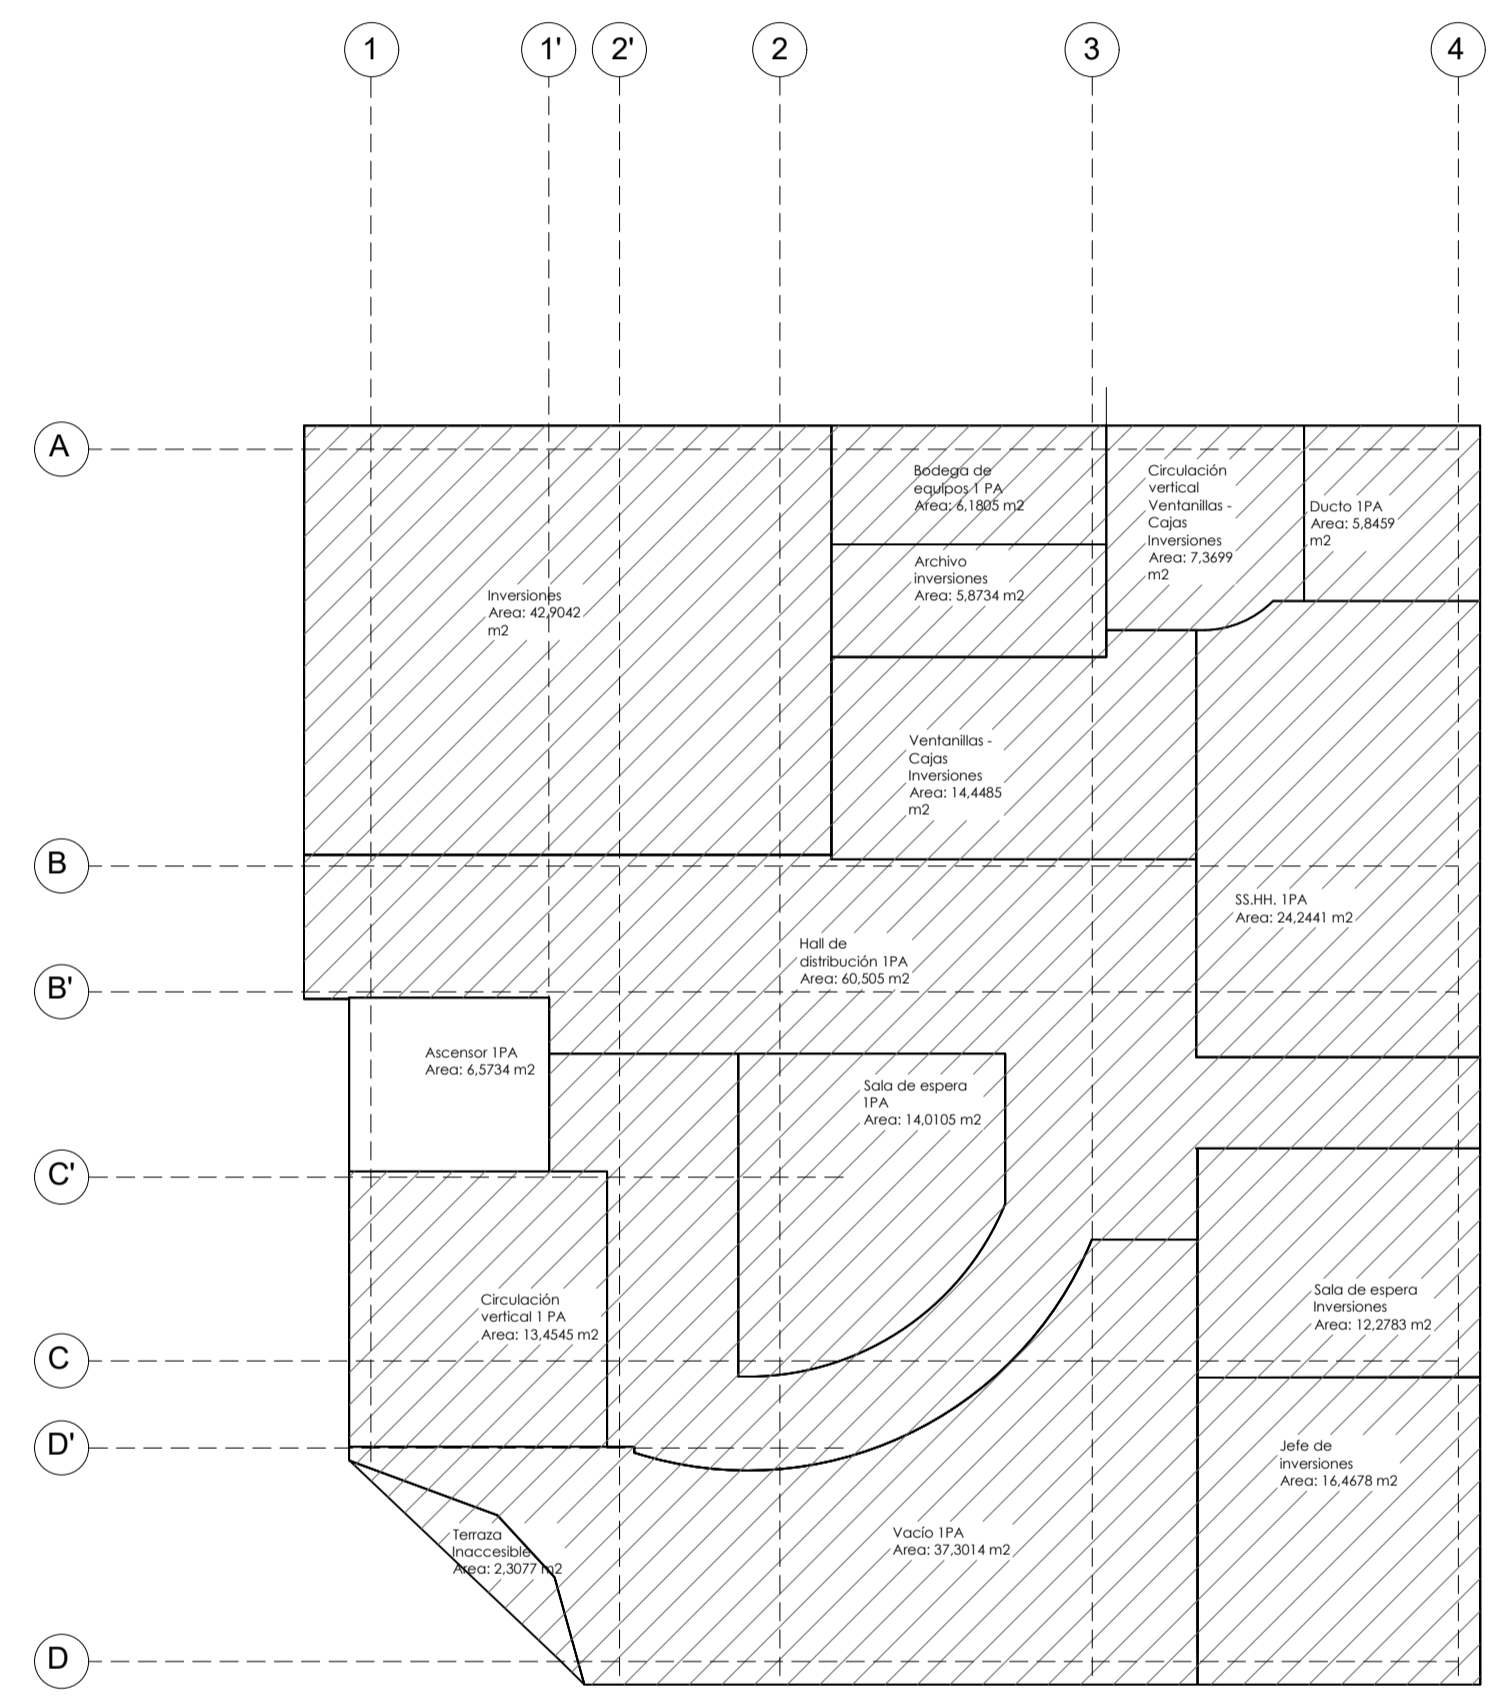 1
1'
2'
2
3
4
A
Bodega de
equipos 1 PA
Area: 6,1805 m2
Circulación
vertical
Ventanillas -
Cajas
Inversiones
Area: 7,3699
m2
Ducto 1PA
Area: 5,8459
m2
Archivo
inversiones
Area: 5,8734 m2
Inversiones
Area: 42,9042
m2
Ventanillas -
Cajas
Inversiones
Area: 14,4485
m2
B
SS.HH. 1PA
Area: 24,2441 m2
Hall de
distribución 1PA
Area: 60,505 m2
B'
Ascensor 1PA
Area: 6,5734 m2
Sala de espera
1PA
Area: 14,0105 m2
C'
Circulación
vertical 1 PA
Area: 13,4545 m2
Sala de espera
Inversiones
Area: 12,2783 m2
C
D'
Jefe de
inversiones
Area: 16,4678 m2
Terraza
Inaccesible
Area: 2,3077 m2
Vacío 1PA
Area: 37,3014 m2
D